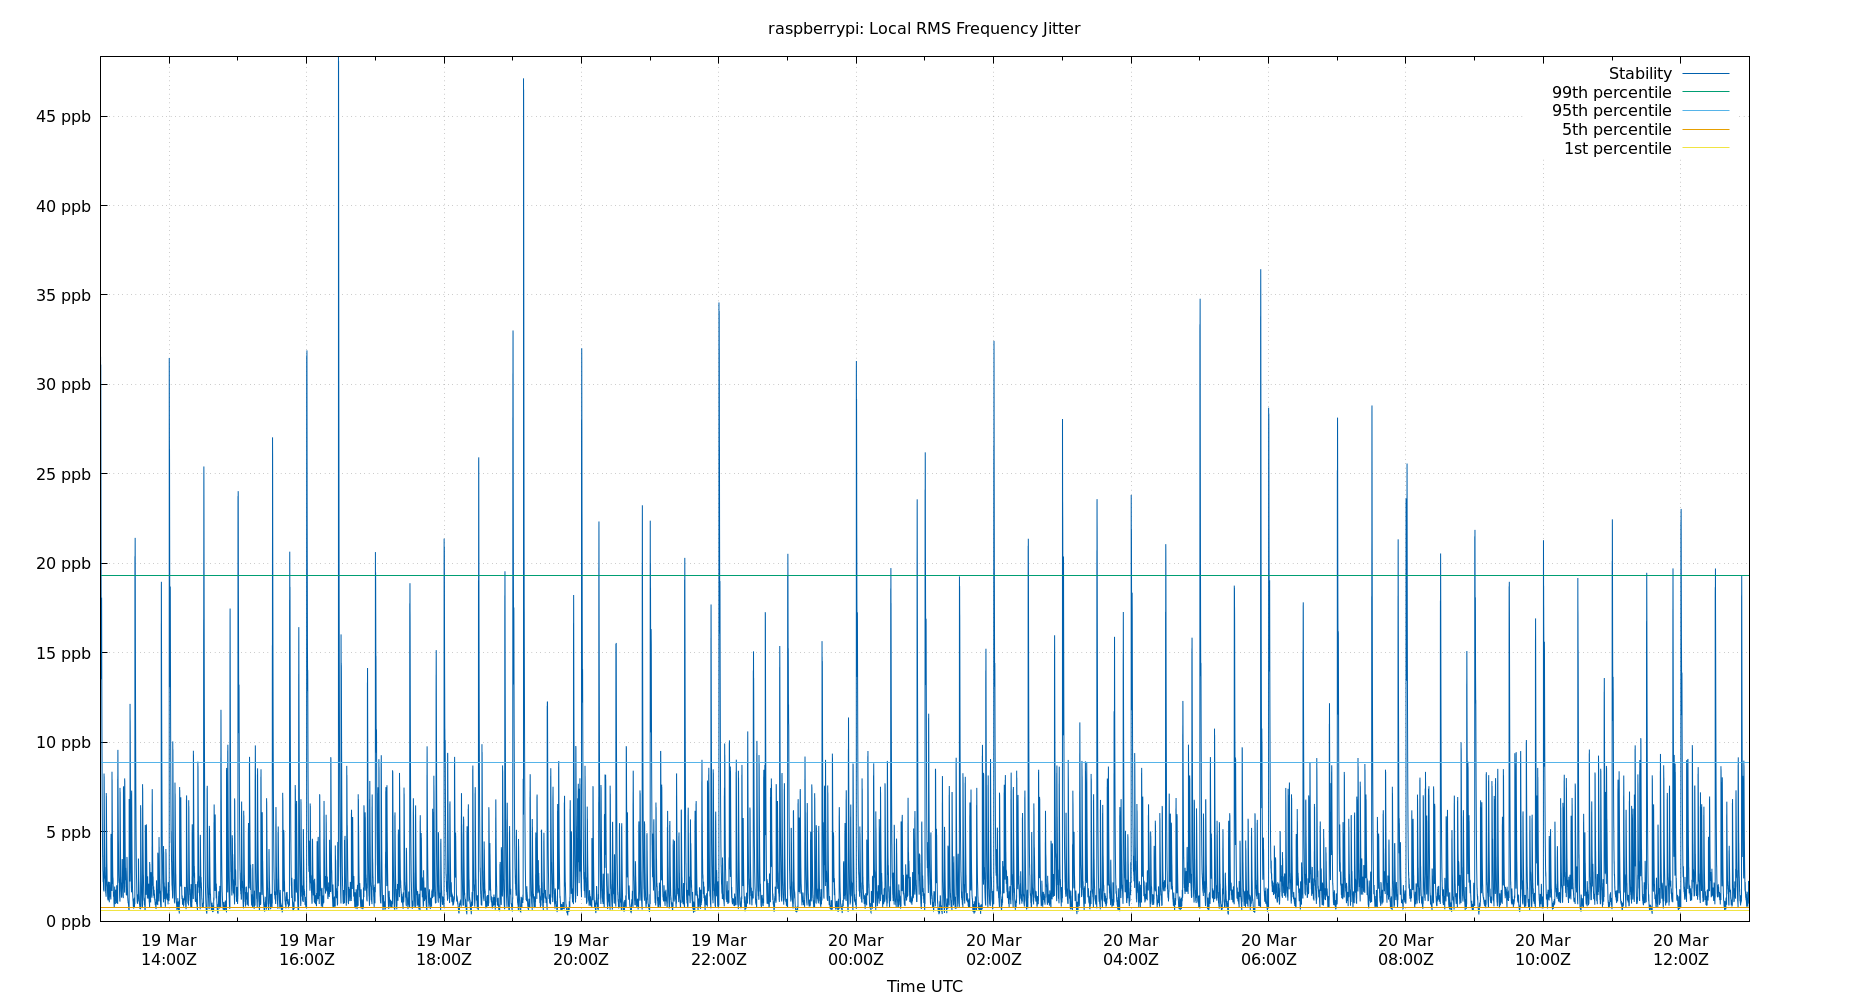 raspberrypi: Local RMS Frequency Jitter
Stability
99th percentile
95th percentile
5th percentile
1st percentile
45 ppb
40 ppb
35 ppb
30 ppb
25 ppb
20 ppb
15 ppb
10 ppb
5 ppb
0 ppb
19 Mar 19 Mar 19 Mar 19 Mar 19 Mar 20 Mar 20 Mar 20 Mar 20 Mar 20 Mar 20 Mar 20 Mar
14:00Z 16:00Z 18:00Z 20:00Z 22:00Z 00:00Z 02:00Z 04:00Z 06:00Z 08:00Z 10:00Z 12:00Z
Time UTC